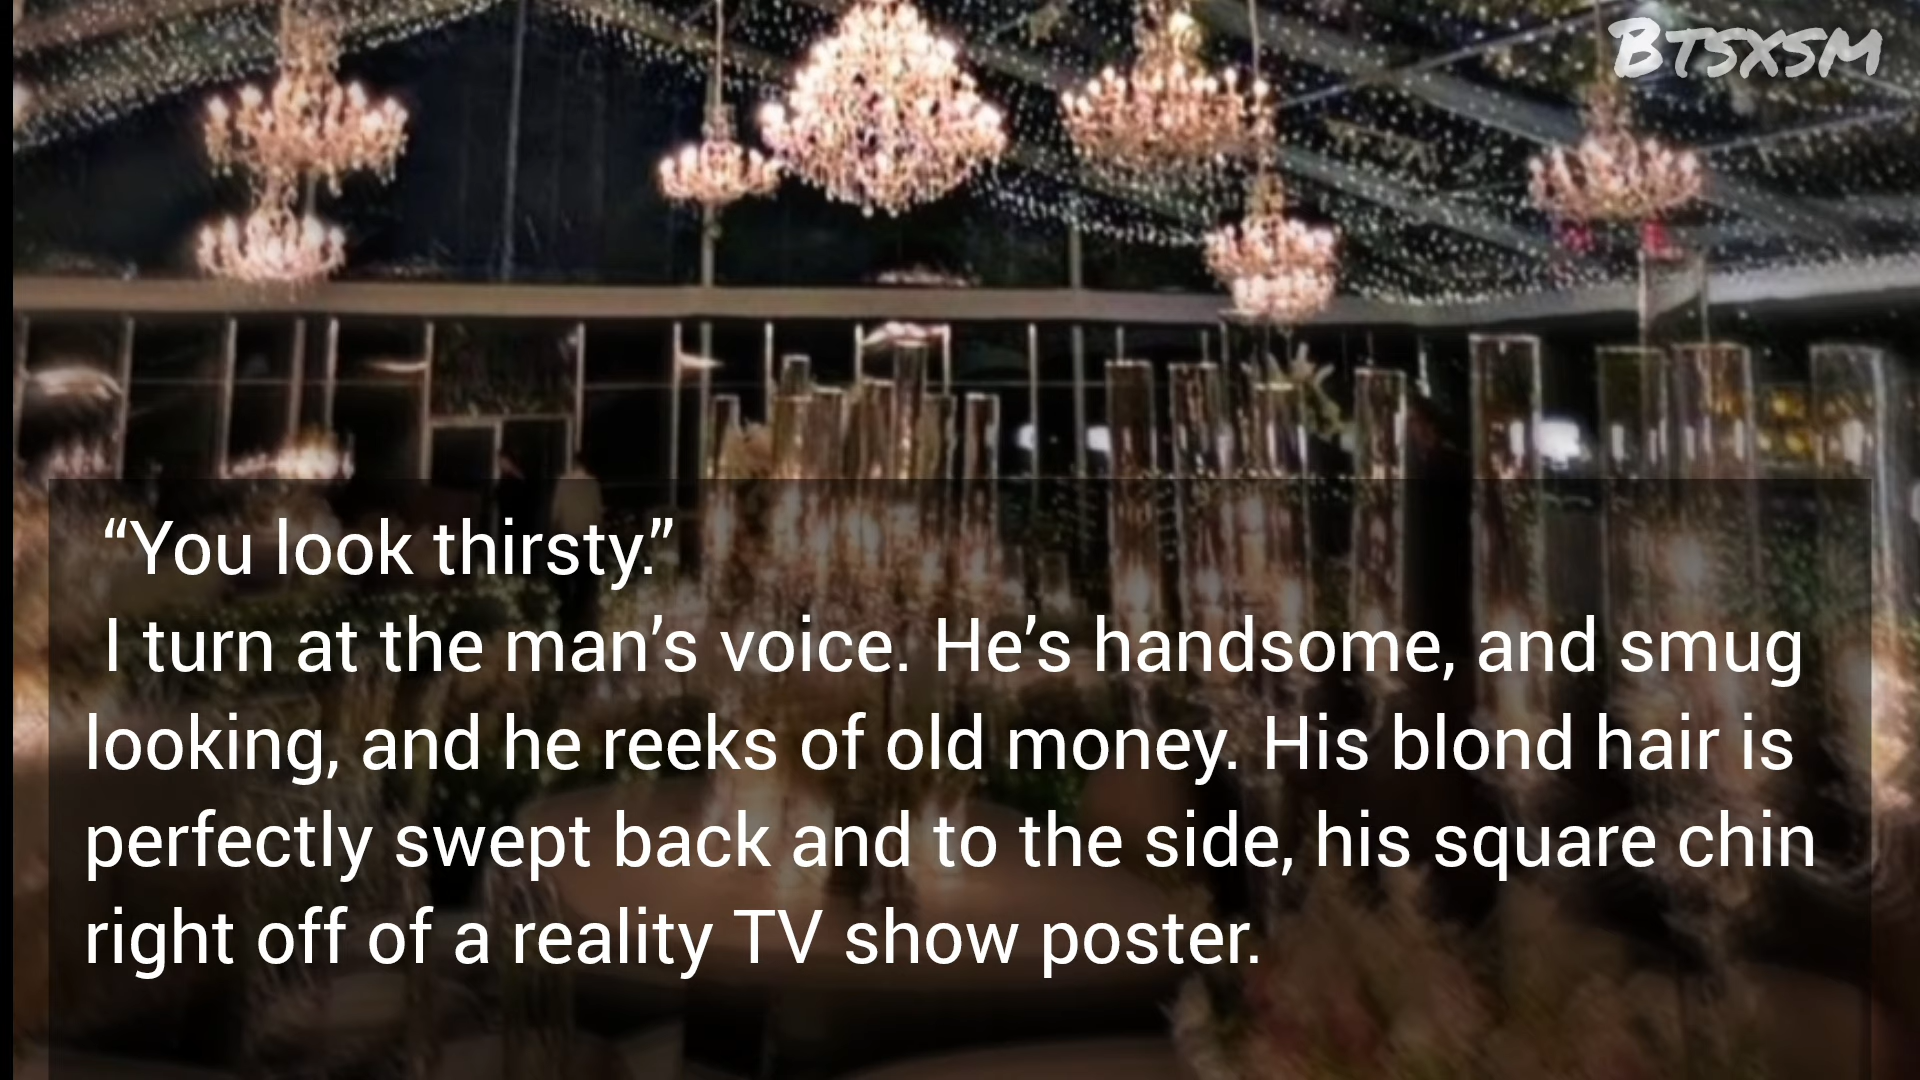 Btsxsm
“You look thirsty.”
I turn at the man’s voice. He’s handsome, and smug
looking, and he reeks of old money. His blond hair is
perfectly swept back and to the side, his square chin
right off of a reality TV show poster.